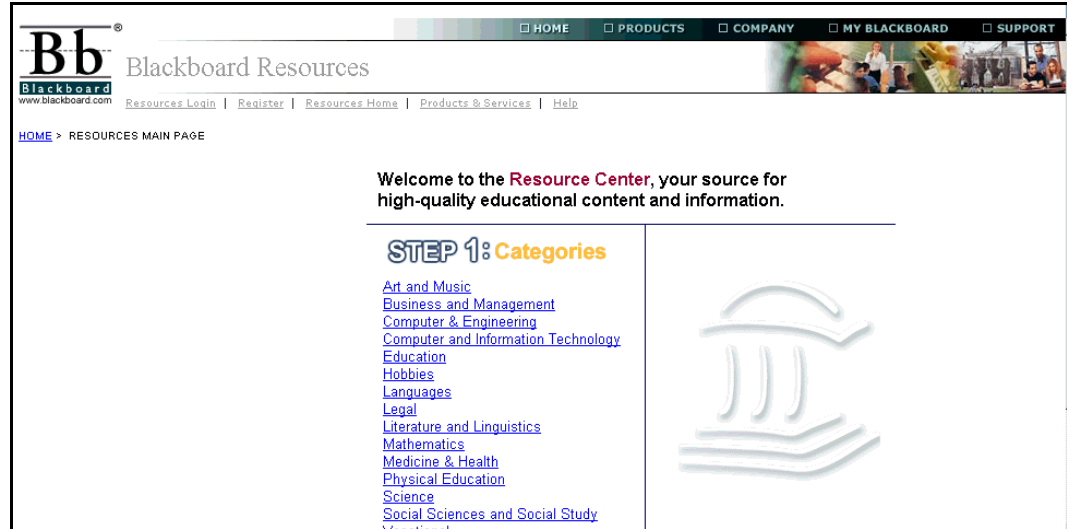 ®
HOME PRODUCTS COMPANY MY BLACKBOARD SUPPORT
Bb
Blackboard
www.blackboard.com
Blackboard Resources
Resources Login | Register | Resources Home | Products & Services | Help
HOME > RESOURCES MAIN PAGE
Welcome to the Resource Center, your source for
high-quality educational content and information.
STEP 1: Categories
Art and Music
Business and Management
Computer & Engineering
Computer and Information Technology
Education
Hobbies
Languages
Legal
Literature and Linguistics
Mathematics
Medicine & Health
Physical Education
Science
Social Sciences and Social Study